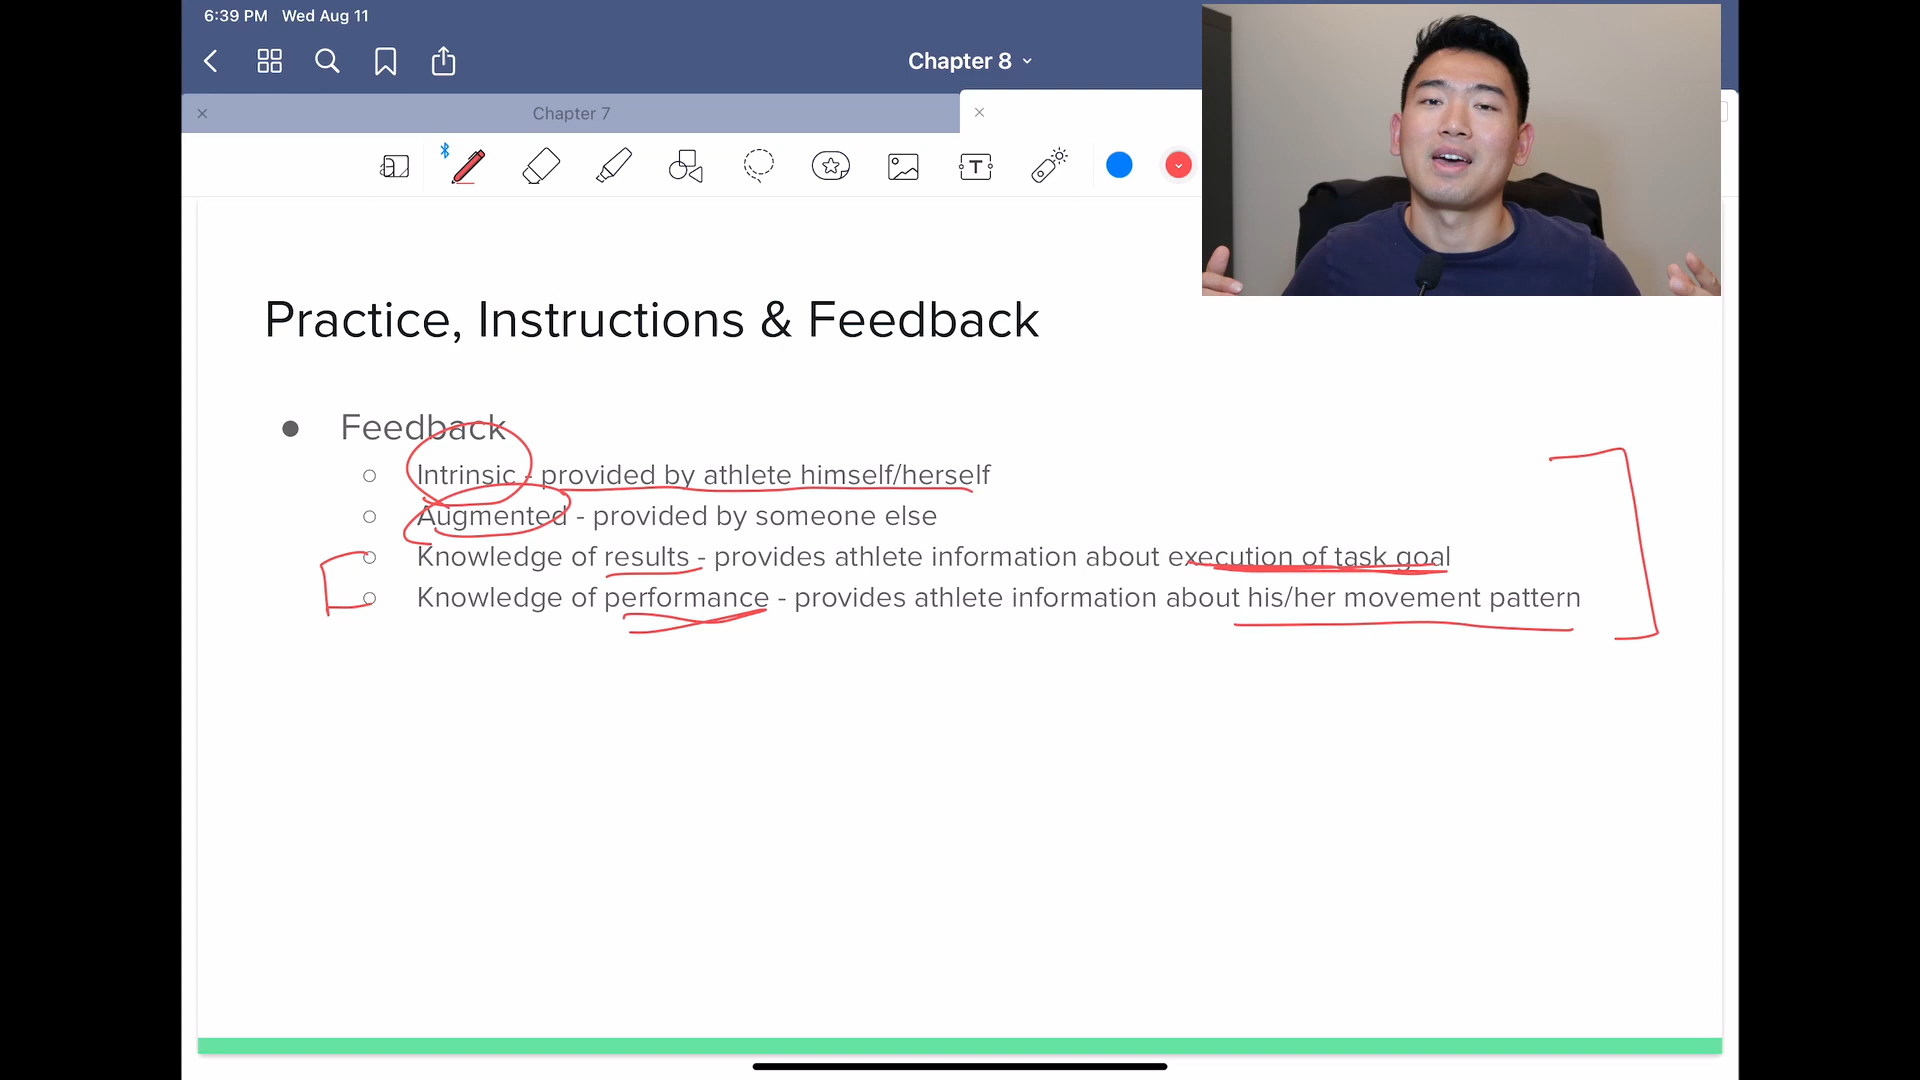 6:39 PM Wed Aug 11
Chapter 8
Chapter 7
T
Practice, Instructions & Feedback
● Feedback
○ Intrinsic - provided by athlete himself/herself
○ Augmented - provided by someone else
○ Knowledge of results - provides athlete information about execution of task goal
○ Knowledge of performance - provides athlete information about his/her movement pattern